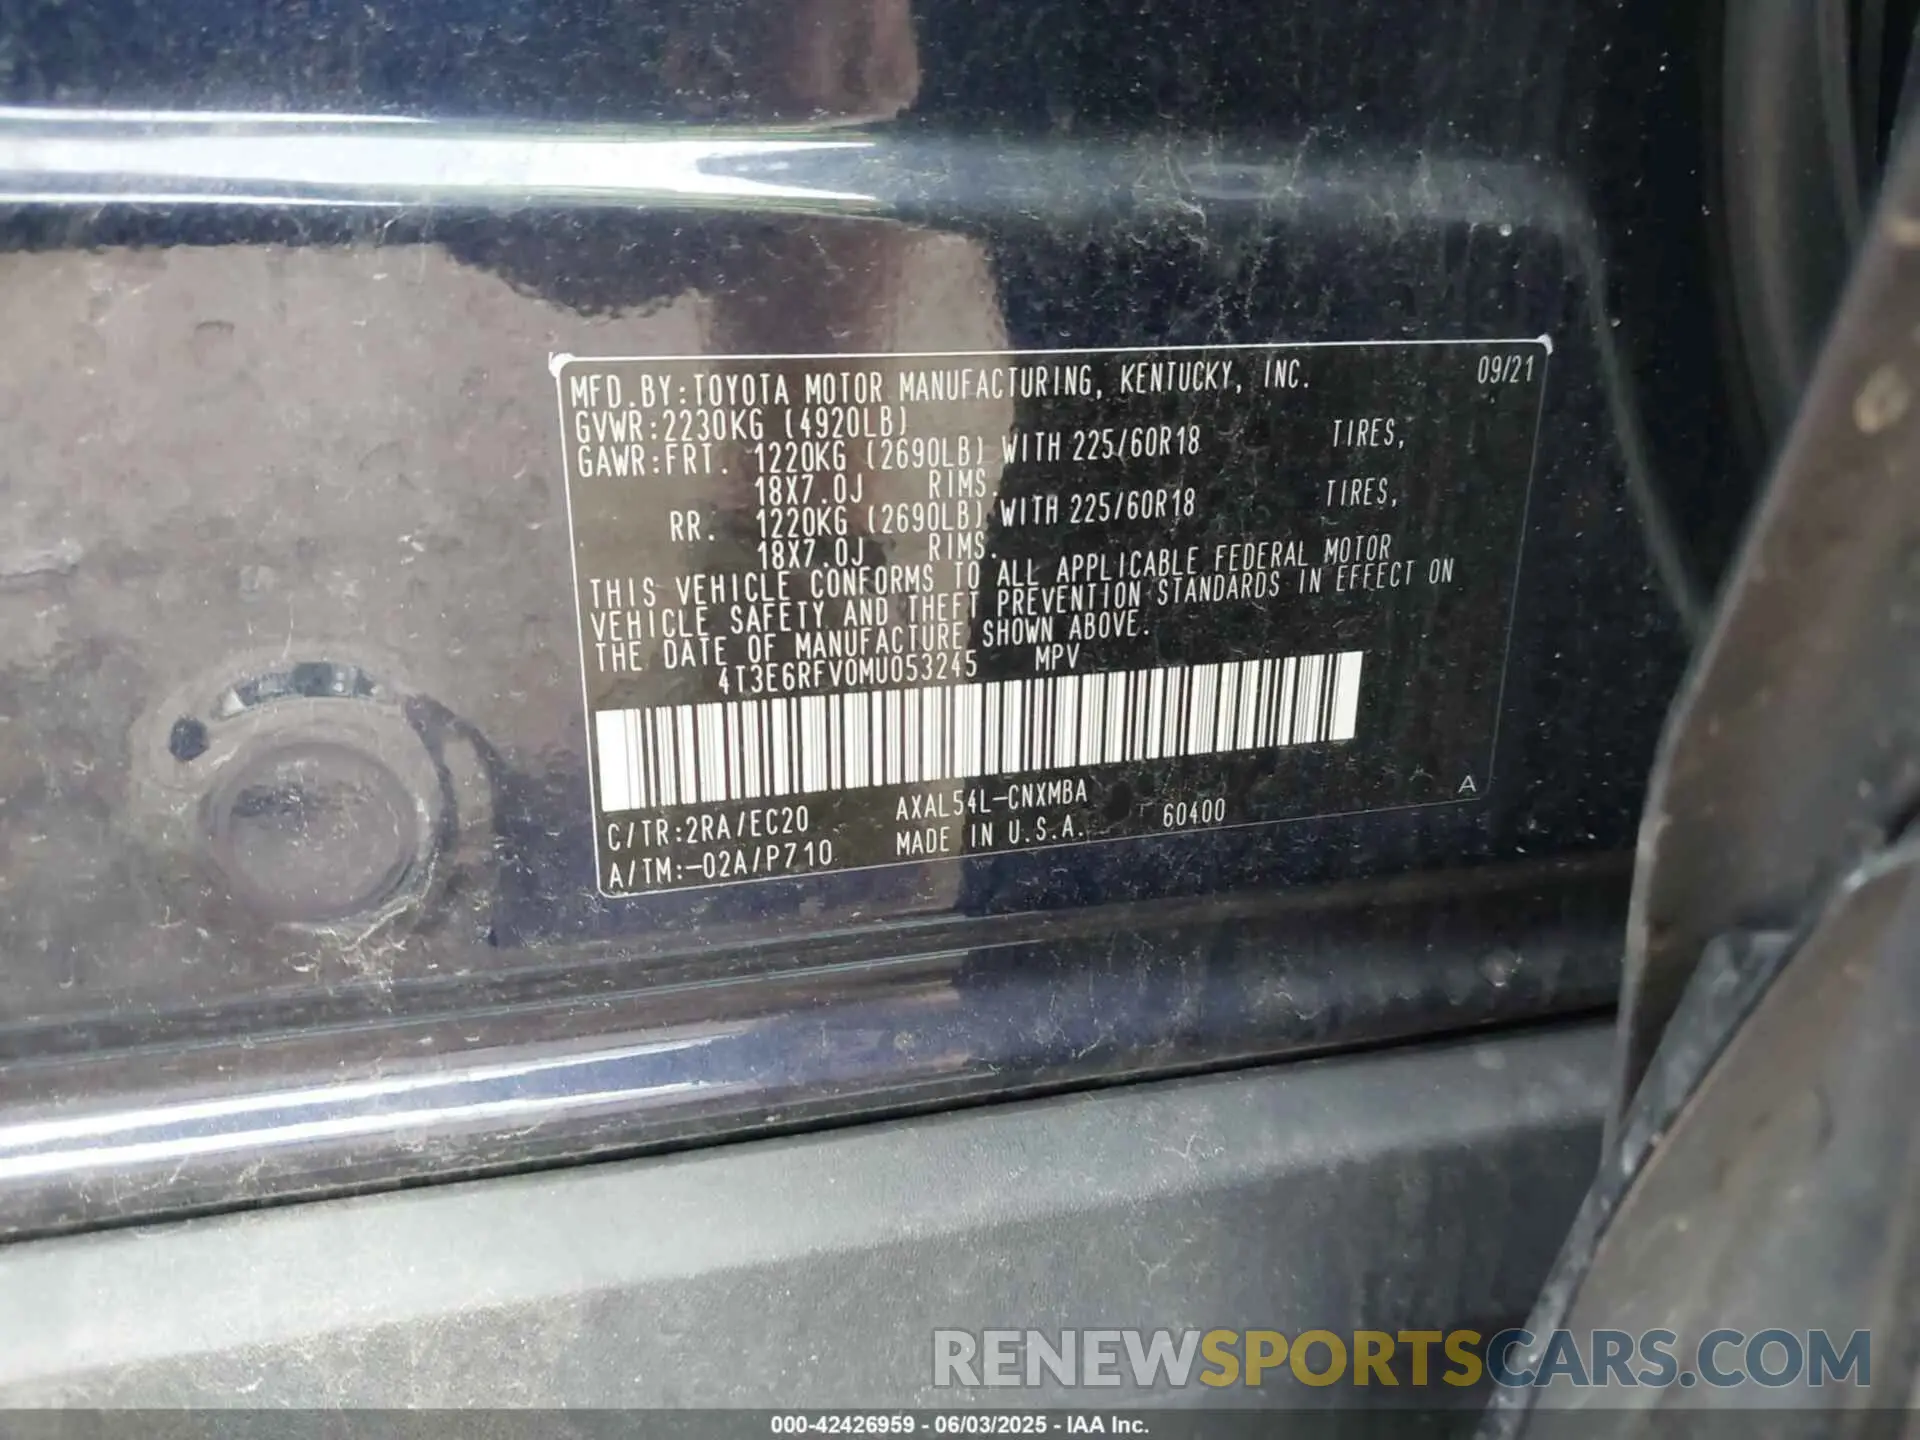 MFD.BY:TOYOTA MOTOR MANUFACTURING, KENTUCKY, INC. 09/21
GVWR:2230KG (4920LB)
GAWR:FRT. 1220KG (2690LB) WITH 225/60R18 TIRES,
18X7.0J RIMS.
RR. 1220KG (2690LB) WITH 225/60R18 TIRES,
18X7.0J RIMS.
THIS VEHICLE CONFORMS TO ALL APPLICABLE FEDERAL MOTOR
VEHICLE SAFETY AND THEFT PREVENTION STANDARDS IN EFFECT ON
THE DATE OF MANUFACTURE SHOWN ABOVE.
4T3E6RFV0MU053245 MPV
C/TR:2RA/EC20 AXAL54L-CNXMBA A
A/TM:-02A/P710 MADE IN U.S.A. 60400
RENEWSPORTSCARS.COM
000-42426959 - 06/03/2025 - IAA Inc.